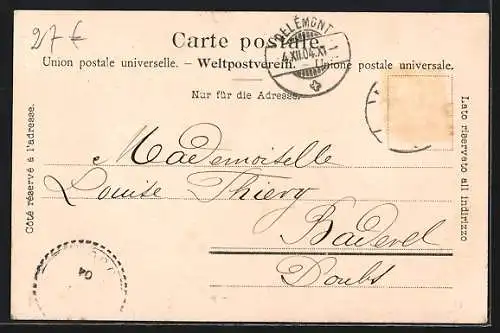 27 €
Carte postale.
DELÉMONT
4.XII.04.XI
Union postale universelle. – Weltpostverein. – Unione postale universale.
Nur für die Adresse.
Côté réservé à l'adresse.
Lato riservato all indirizzo
Mademoiselle
Louise Thiery
Badevel
Doubs
04